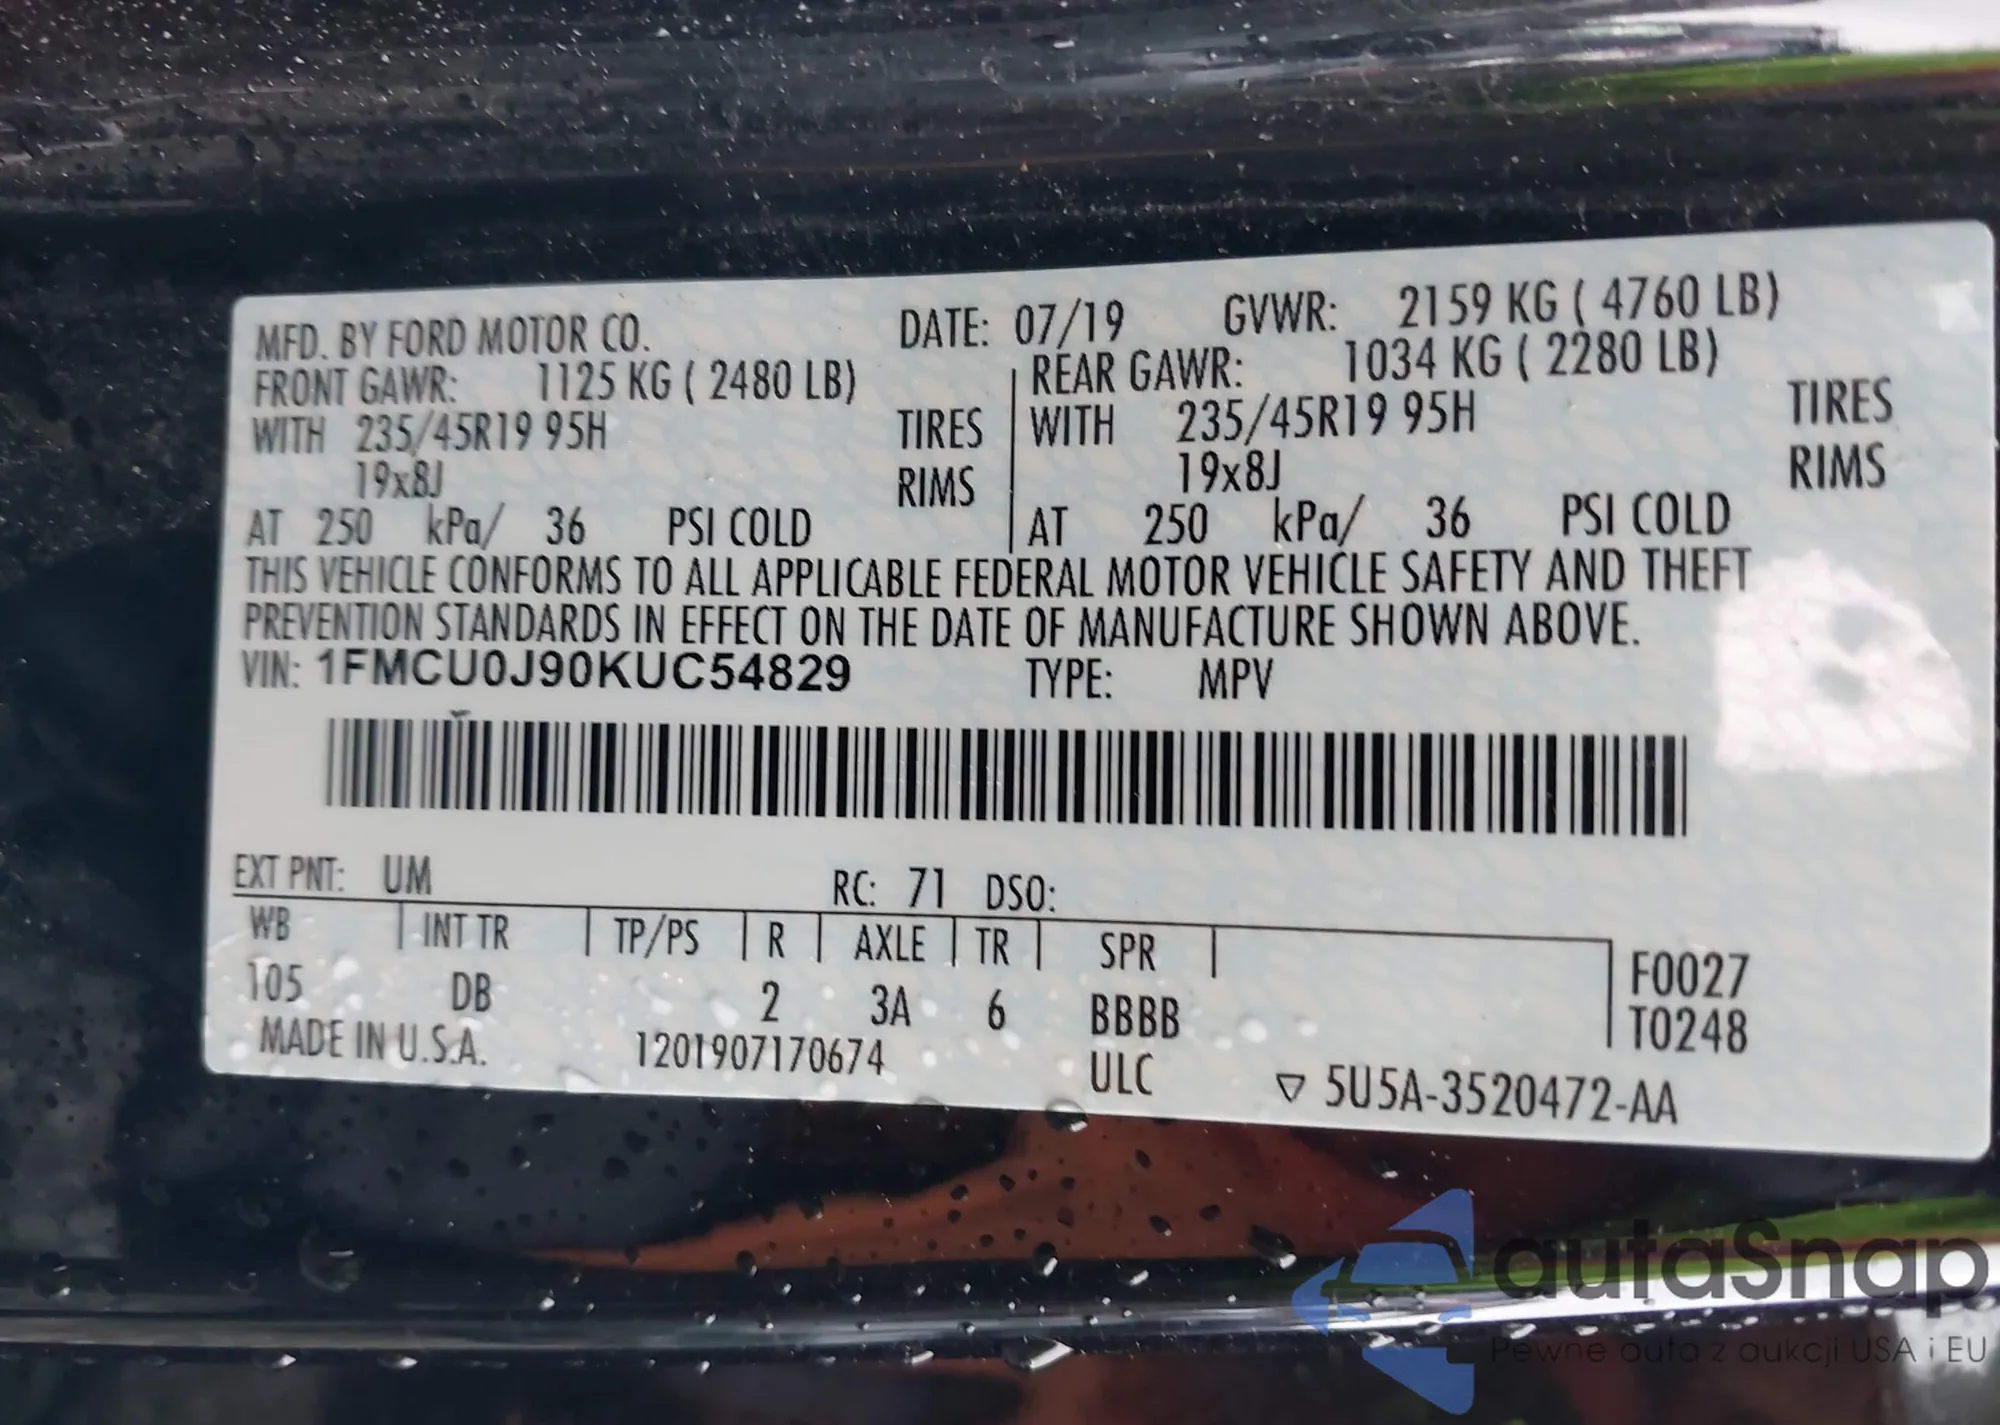 MFD. BY FORD MOTOR CO. DATE: 07/19 GVWR: 2159 KG ( 4760 LB)
FRONT GAWR: 1125 KG ( 2480 LB) REAR GAWR: 1034 KG ( 2280 LB)
WITH 235/45R19 95H TIRES WITH 235/45R19 95H TIRES
19x8J RIMS 19x8J RIMS
AT 250 kPa/ 36 PSI COLD AT 250 kPa/ 36 PSI COLD
THIS VEHICLE CONFORMS TO ALL APPLICABLE FEDERAL MOTOR VEHICLE SAFETY AND THEFT
PREVENTION STANDARDS IN EFFECT ON THE DATE OF MANUFACTURE SHOWN ABOVE.
VIN: 1FMCU0J90KUC54829 TYPE: MPV
EXT PNT: UM RC: 71 DSO:
WB INT TR TP/PS R AXLE TR SPR F0027
105 DB 2 3A 6 BBBB T0248
MADE IN U.S.A. 1201907170674 ULC ▽ 5U5A-3520472-AA
autaSnap
Pewne auta z aukcji USA i EU